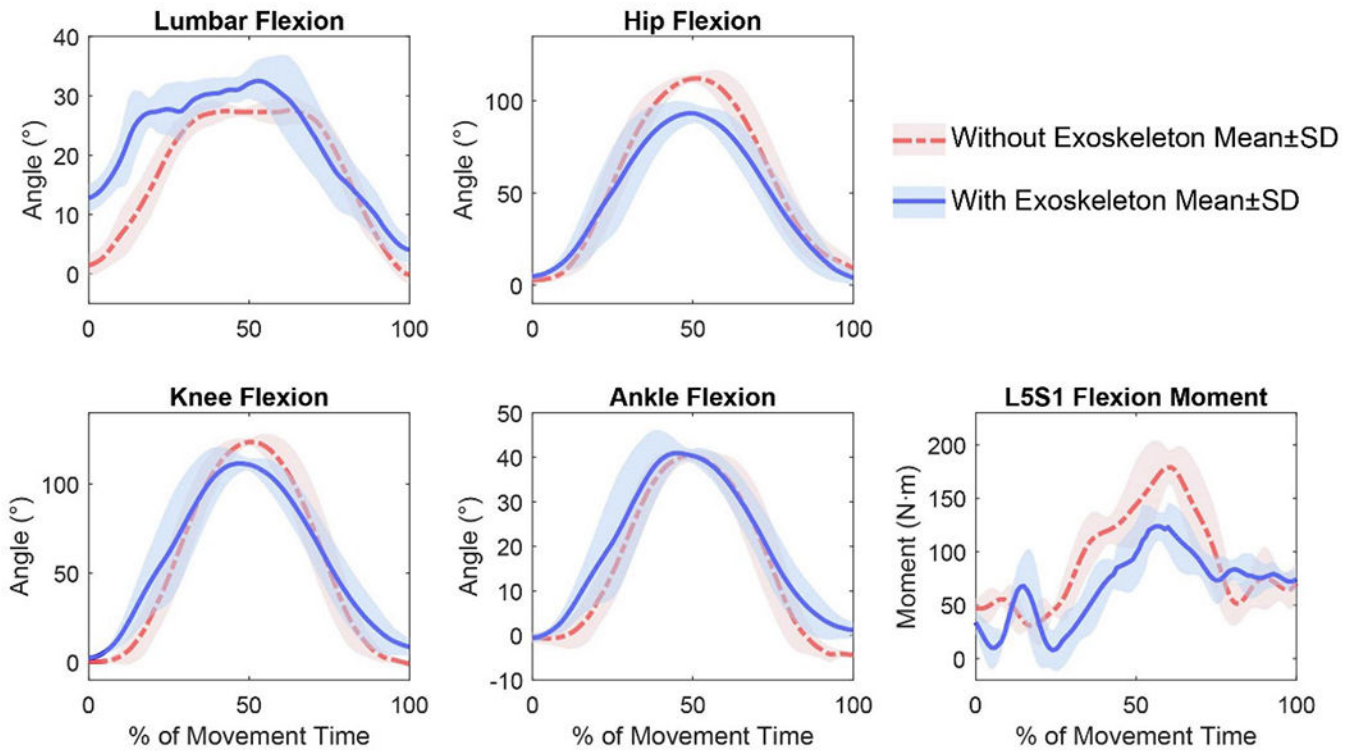 Lumbar Flexion
40
30
20
10
0
Angle (°)
0 50 100
Hip Flexion
100
50
0
Angle (°)
0 50 100
Without Exoskeleton Mean±SD
With Exoskeleton Mean±SD
Knee Flexion
100
50
0
Angle (°)
0 50 100
% of Movement Time
Ankle Flexion
50
40
30
20
10
0
-10
Angle (°)
0 50 100
% of Movement Time
L5S1 Flexion Moment
200
150
100
50
0
Moment (N·m)
0 50 100
% of Movement Time